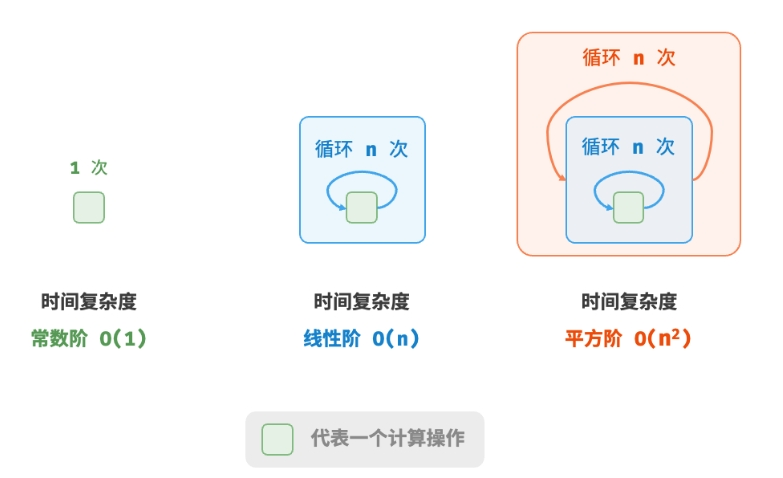 循环 n 次
循环 n 次
循环 n 次
1 次
时间复杂度
常数阶 O(1)
时间复杂度
线性阶 O(n)
时间复杂度
平方阶 O(n²)
代表一个计算操作